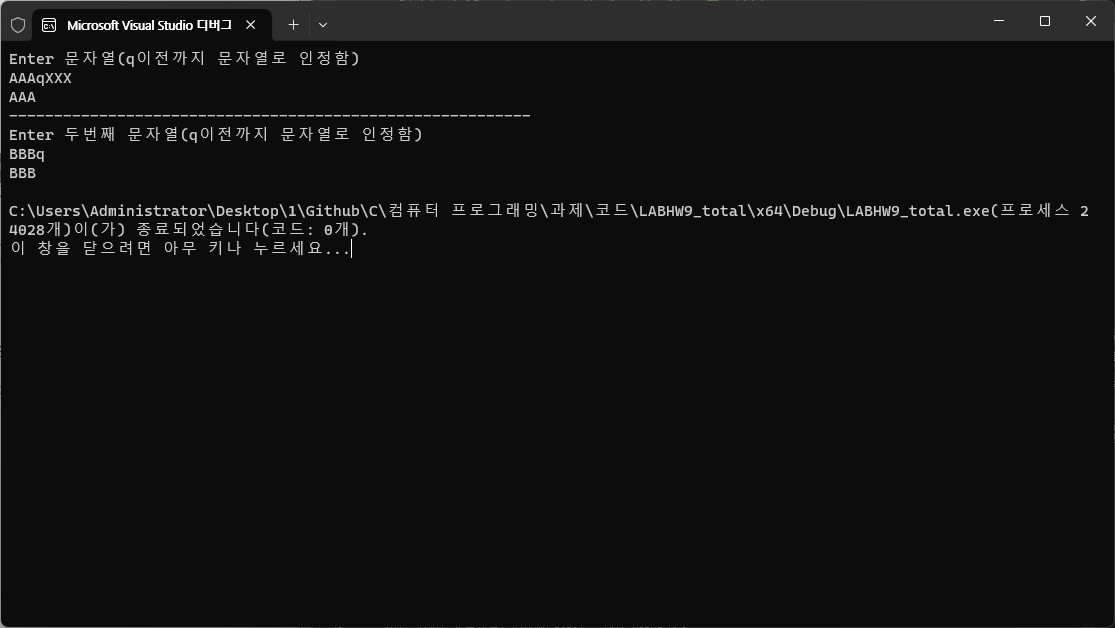 Microsoft Visual Studio 디버그
Enter 문자열(q이전까지 문자열로 인정함)
AAAqXXX
AAA
----------------------------------------------------------
Enter 두번째 문자열(q이전까지 문자열로 인정함)
BBBq
BBB
C:\Users\Administrator\Desktop\1\Github\C\컴퓨터 프로그래밍\과제\코드\LABHW9_total\x64\Debug\LABHW9_total.exe(프로세스 2
4028개)이(가) 종료되었습니다(코드: 0개).
이 창을 닫으려면 아무 키나 누르세요...